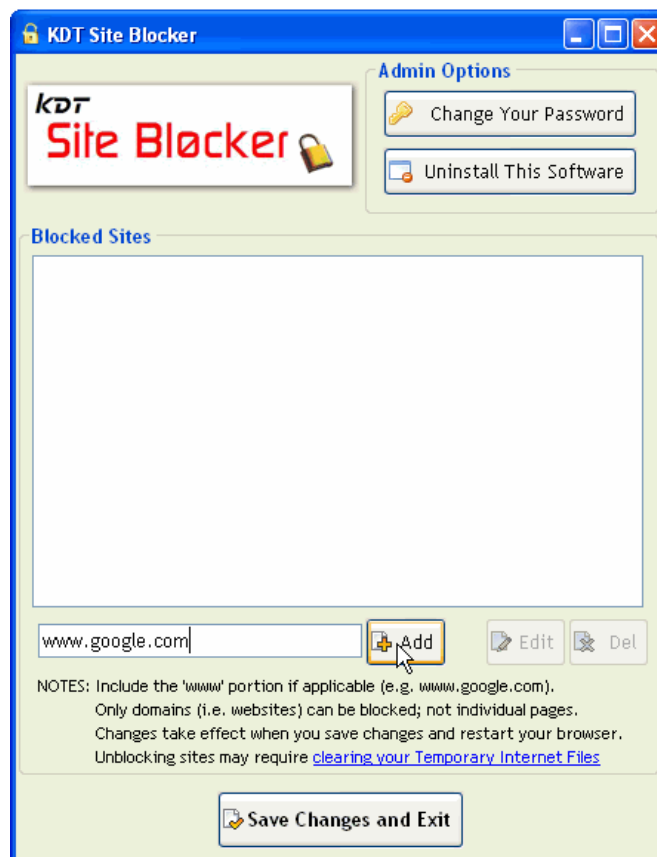 KDT Site Blocker
KDT
Site Blocker
Admin Options
Change Your Password
Uninstall This Software
Blocked Sites
www.google.com
Add
Edit
Del
NOTES: Include the 'www' portion if applicable (e.g. www.google.com).
Only domains (i.e. websites) can be blocked; not individual pages.
Changes take effect when you save changes and restart your browser.
Unblocking sites may require clearing your Temporary Internet Files
Save Changes and Exit